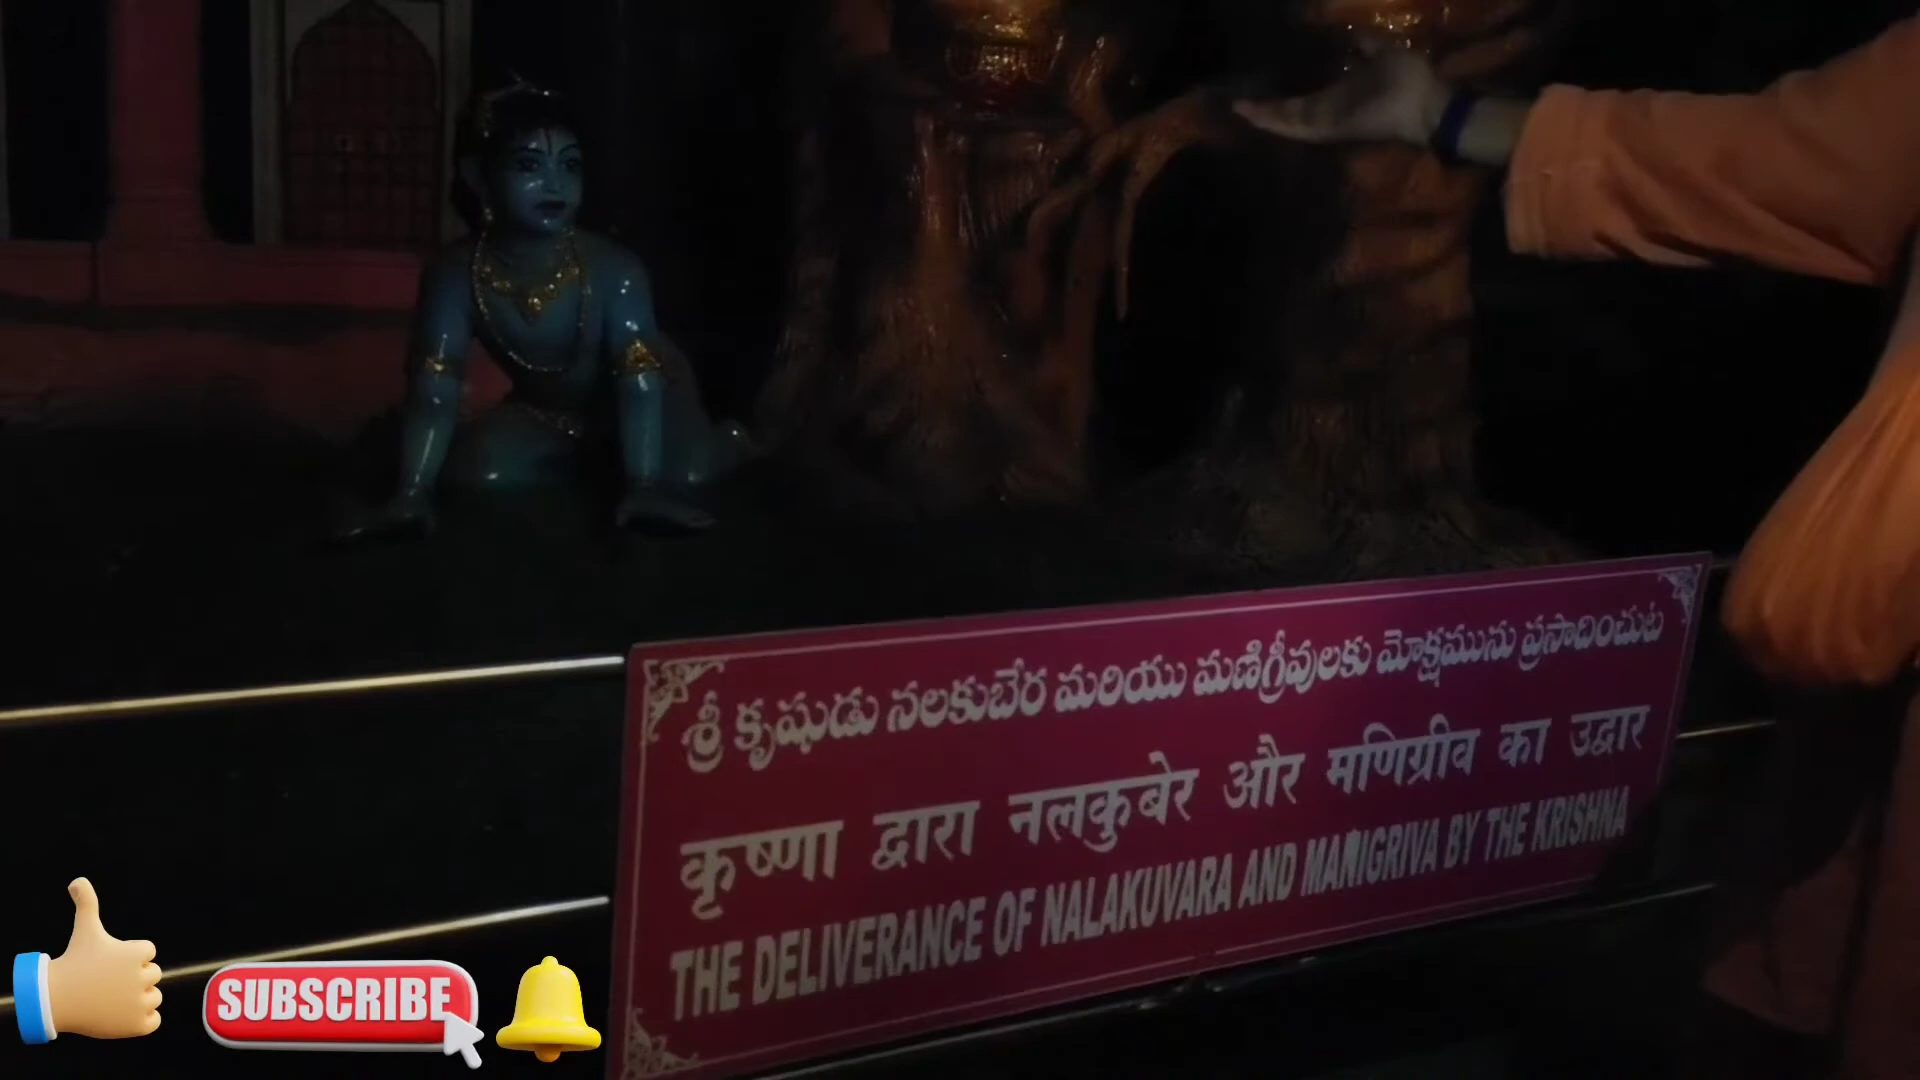 శ్రీ కృషుడు నలకుబేర మరియు మణిగ్రీవులకు మోక్షమును ప్రసాదించుట
कृष्णा द्वारा नलकुबेर और मणिग्रीव का उद्वार
THE DELIVERANCE OF NALAKUVARA AND MANIGRIVA BY THE KRISHNA
SUBSCRIBE